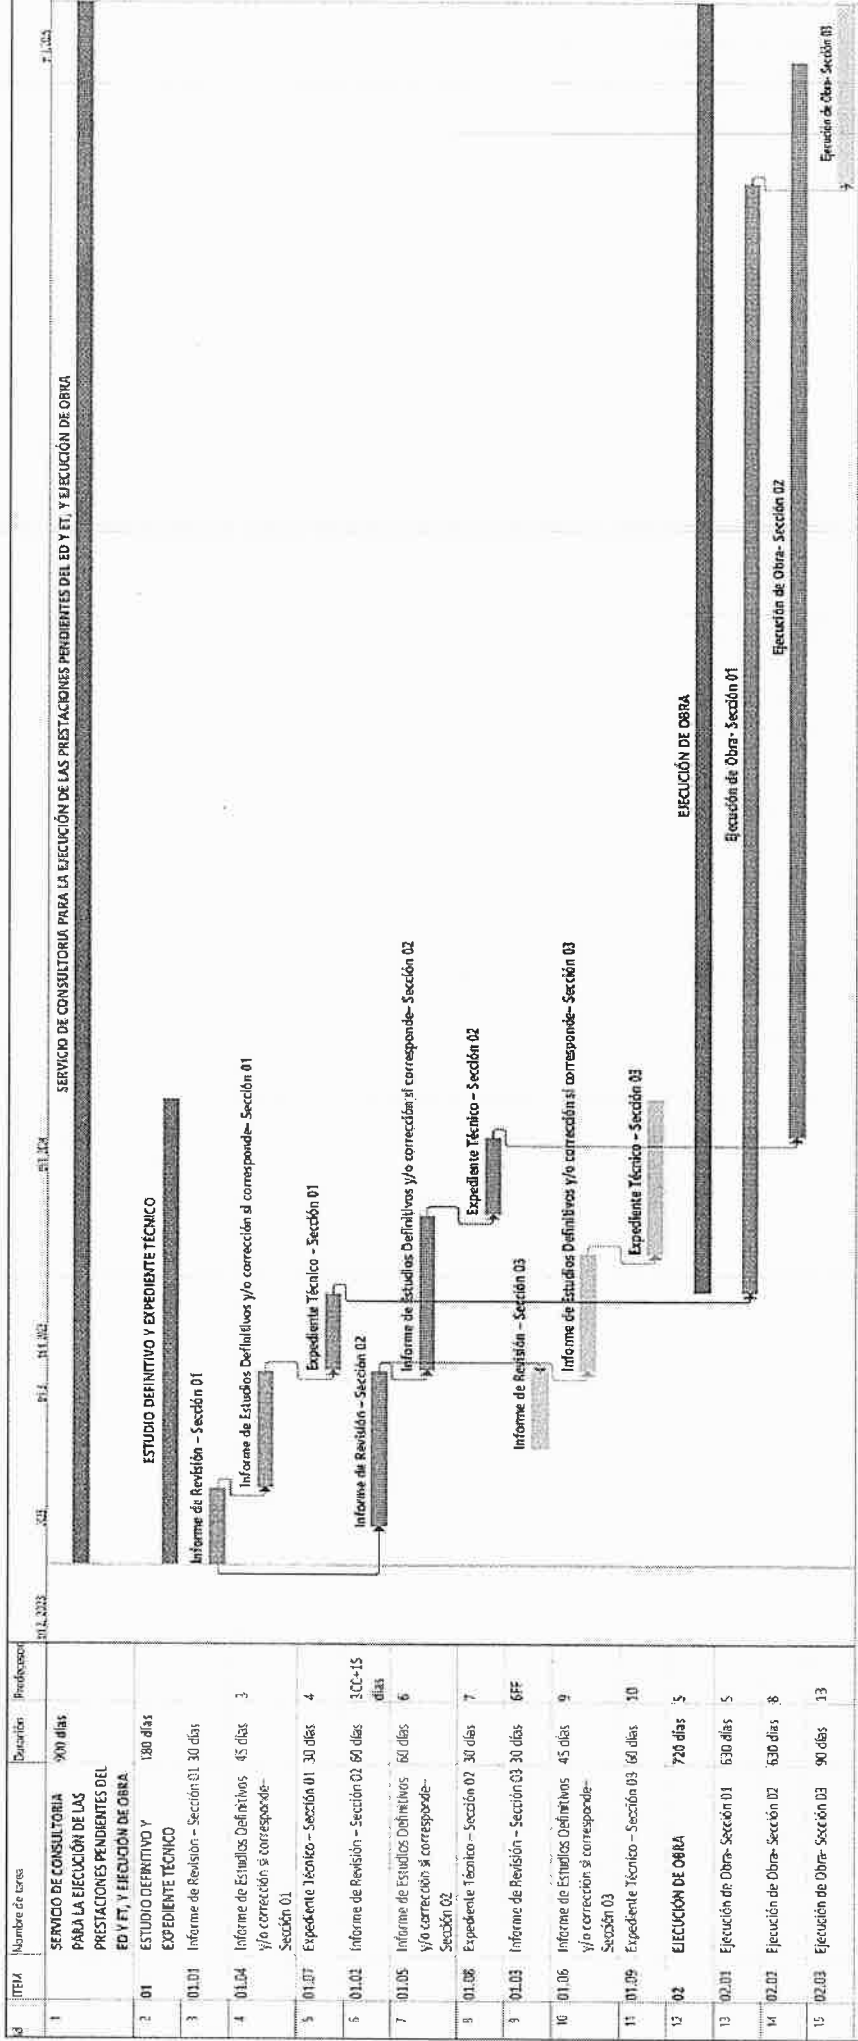 Id ITEM Nombre de tarea Duración Predecesor
1 SERVICIO DE CONSULTORIA 900 días
PARA LA EJECUCIÓN DE LAS
PRESTACIONES PENDIENTES DEL
ED Y ET, Y EJECUCIÓN DE OBRA
2 01 ESTUDIO DEFINITIVO Y 180 días
EXPEDIENTE TÉCNICO
3 01.01 Informe de Revisión – Sección 01 30 días
4 01.04 Informe de Estudios Definitivos 45 días 3
y/o corrección si corresponde–
Sección 01
5 01.07 Expediente Técnico – Sección 01 30 días 4
6 01.02 Informe de Revisión – Sección 02 60 días 3CC+15
días
7 01.05 Informe de Estudios Definitivos 60 días 6
y/o corrección si corresponde–
Sección 02
8 01.08 Expediente Técnico – Sección 02 30 días 7
9 01.03 Informe de Revisión – Sección 03 30 días 6FF
10 01.06 Informe de Estudios Definitivos 45 días 9
y/o corrección si corresponde–
Sección 03
11 01.09 Expediente Técnico – Sección 03 60 días 10
12 02 EJECUCIÓN DE OBRA 720 días 5
13 02.01 Ejecución de Obra- Sección 01 630 días 5
14 02.02 Ejecución de Obra- Sección 02 630 días 8
15 02.03 Ejecución de Obra- Sección 03 90 días 13
SERVICIO DE CONSULTORIA PARA LA EJECUCIÓN DE LAS PRESTACIONES PENDIENTES DEL ED Y ET, Y EJECUCIÓN DE OBRA
ESTUDIO DEFINITIVO Y EXPEDIENTE TÉCNICO
Informe de Revisión – Sección 01
Informe de Estudios Definitivos y/o corrección si corresponde– Sección 01
Expediente Técnico – Sección 01
Informe de Revisión – Sección 02
Informe de Estudios Definitivos y/o corrección si corresponde– Sección 02
Expediente Técnico – Sección 02
Informe de Revisión – Sección 03
Informe de Estudios Definitivos y/o corrección si corresponde– Sección 03
Expediente Técnico – Sección 03
EJECUCIÓN DE OBRA
Ejecución de Obra- Sección 01
Ejecución de Obra- Sección 02
Ejecución de Obra- Sección 03